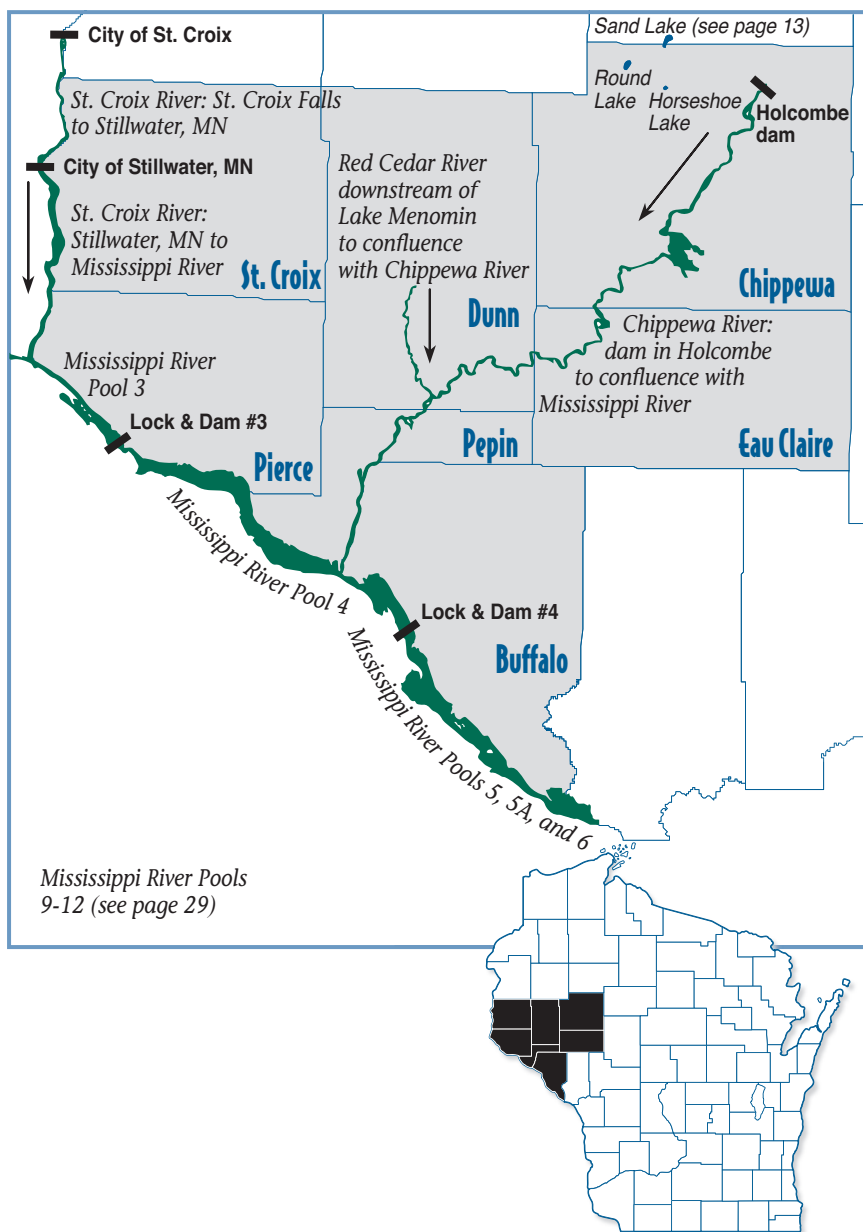 City of St. Croix
Sand Lake (see page 13)
Round
Lake
Horseshoe
Lake
Holcombe
dam
St. Croix River: St. Croix Falls
to Stillwater, MN
City of Stillwater, MN
Red Cedar River
downstream of
Lake Menomin
to confluence
with Chippewa River
St. Croix River:
Stillwater, MN to
Mississippi River
St. Croix
Dunn
Chippewa
Chippewa River:
dam in Holcombe
to confluence with
Mississippi River
Mississippi River
Pool 3
Lock & Dam #3
Pierce
Pepin
Eau Claire
Mississippi River Pool 4
Lock & Dam #4
Buffalo
Mississippi River Pools 5, 5A, and 6
Mississippi River Pools
9-12 (see page 29)